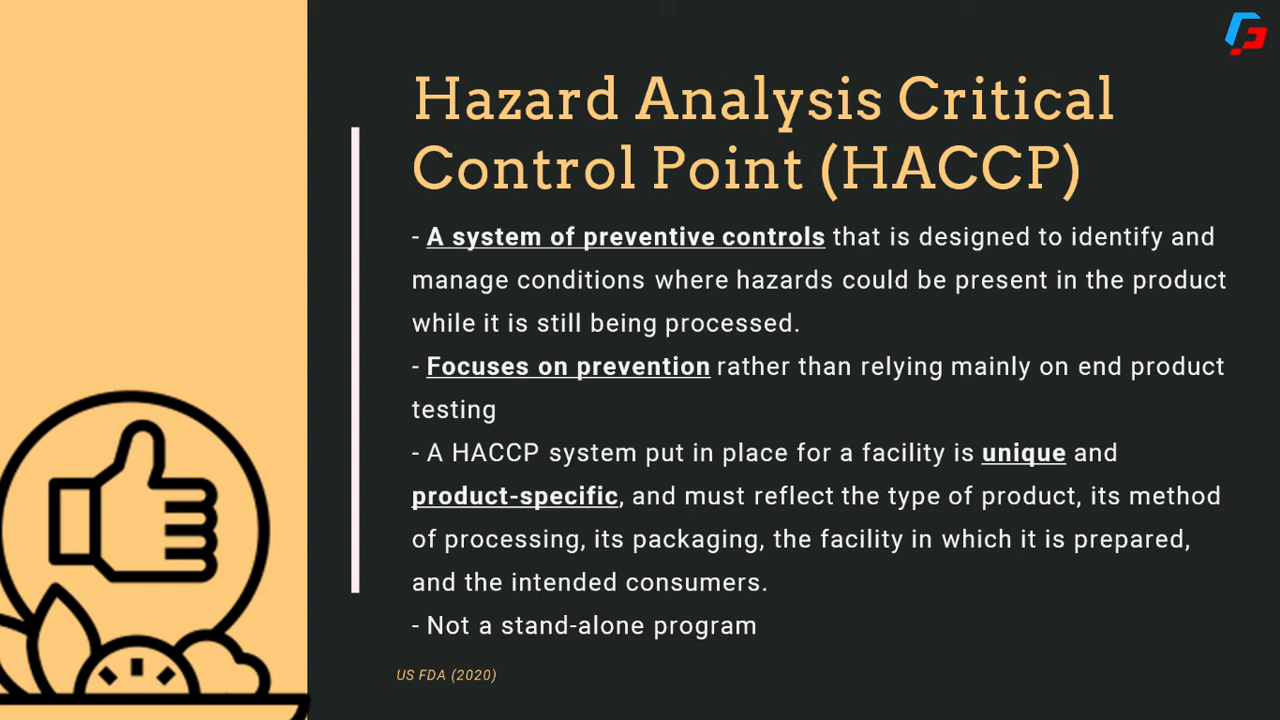 Hazard Analysis Critical
Control Point (HACCP)
- A system of preventive controls that is designed to identify and
manage conditions where hazards could be present in the product
while it is still being processed.
- Focuses on prevention rather than relying mainly on end product
testing
- A HACCP system put in place for a facility is unique and
product-specific, and must reflect the type of product, its method
of processing, its packaging, the facility in which it is prepared,
and the intended consumers.
- Not a stand-alone program
US FDA (2020)